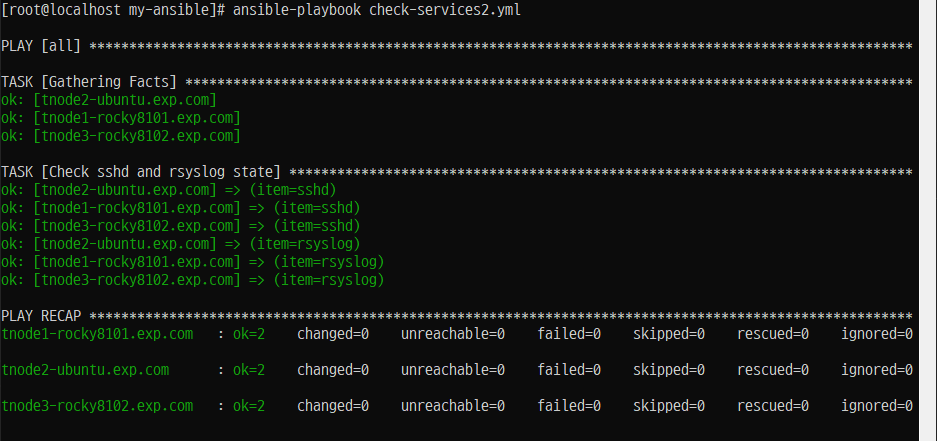 [root@localhost my-ansible]# ansible-playbook check-services2.yml
PLAY [all] *******************************************************************************************************
TASK [Gathering Facts] *******************************************************************************************
ok: [tnode2-ubuntu.exp.com]
ok: [tnode1-rocky8101.exp.com]
ok: [tnode3-rocky8102.exp.com]
TASK [Check sshd and rsyslog state] ******************************************************************************
ok: [tnode2-ubuntu.exp.com] => (item=sshd)
ok: [tnode1-rocky8101.exp.com] => (item=sshd)
ok: [tnode3-rocky8102.exp.com] => (item=sshd)
ok: [tnode2-ubuntu.exp.com] => (item=rsyslog)
ok: [tnode1-rocky8101.exp.com] => (item=rsyslog)
ok: [tnode3-rocky8102.exp.com] => (item=rsyslog)
PLAY RECAP *******************************************************************************************************
tnode1-rocky8101.exp.com   : ok=2    changed=0    unreachable=0    failed=0    skipped=0    rescued=0    ignored=0
tnode2-ubuntu.exp.com      : ok=2    changed=0    unreachable=0    failed=0    skipped=0    rescued=0    ignored=0
tnode3-rocky8102.exp.com   : ok=2    changed=0    unreachable=0    failed=0    skipped=0    rescued=0    ignored=0